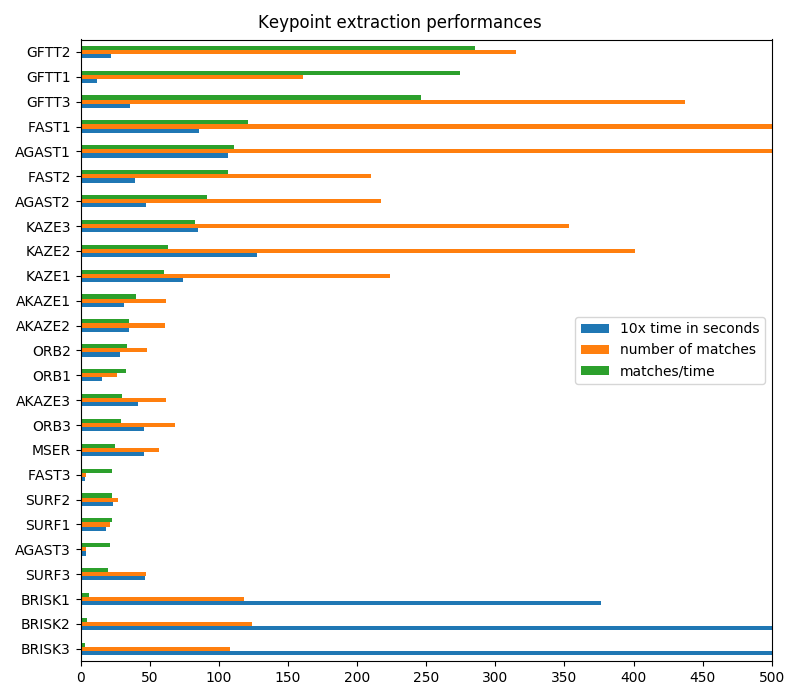 Keypoint extraction performances
GFTT2
GFTT1
GFTT3
FAST1
AGAST1
FAST2
AGAST2
KAZE3
KAZE2
KAZE1
AKAZE1
AKAZE2
ORB2
ORB1
AKAZE3
ORB3
MSER
FAST3
SURF2
SURF1
AGAST3
SURF3
BRISK1
BRISK2
BRISK3
10x time in seconds
number of matches
matches/time
0 50 100 150 200 250 300 350 400 450 500